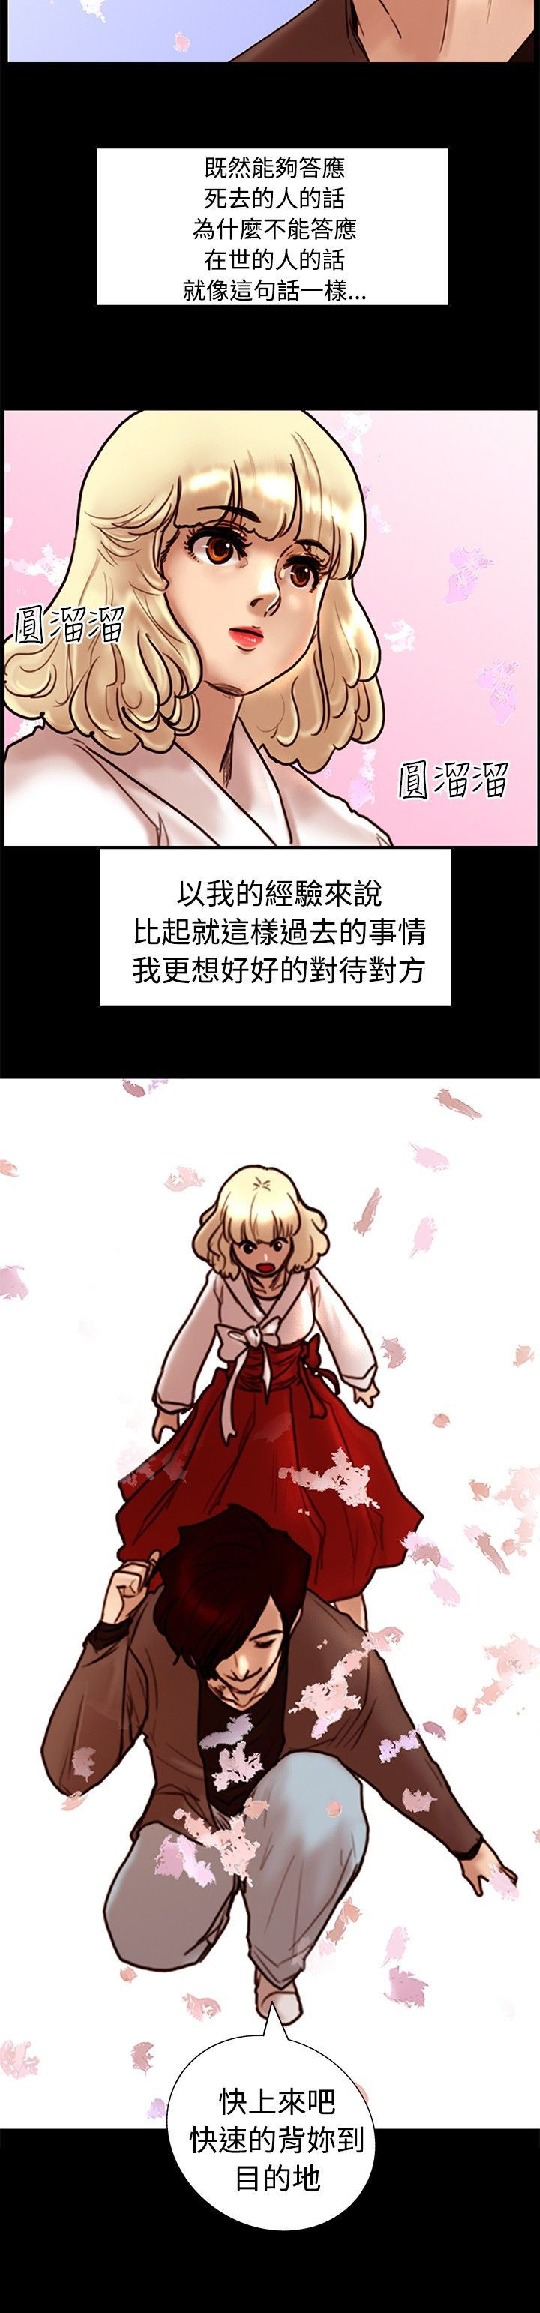 既然能夠答應
死去的人的話
為什麼不能答應
在世的人的話
就像這句話一樣...
圓溜溜
圓溜溜
以我的經驗來說
比起就這樣過去的事情
我更想好好的對待對方
快上來吧
快速的背妳到
目的地